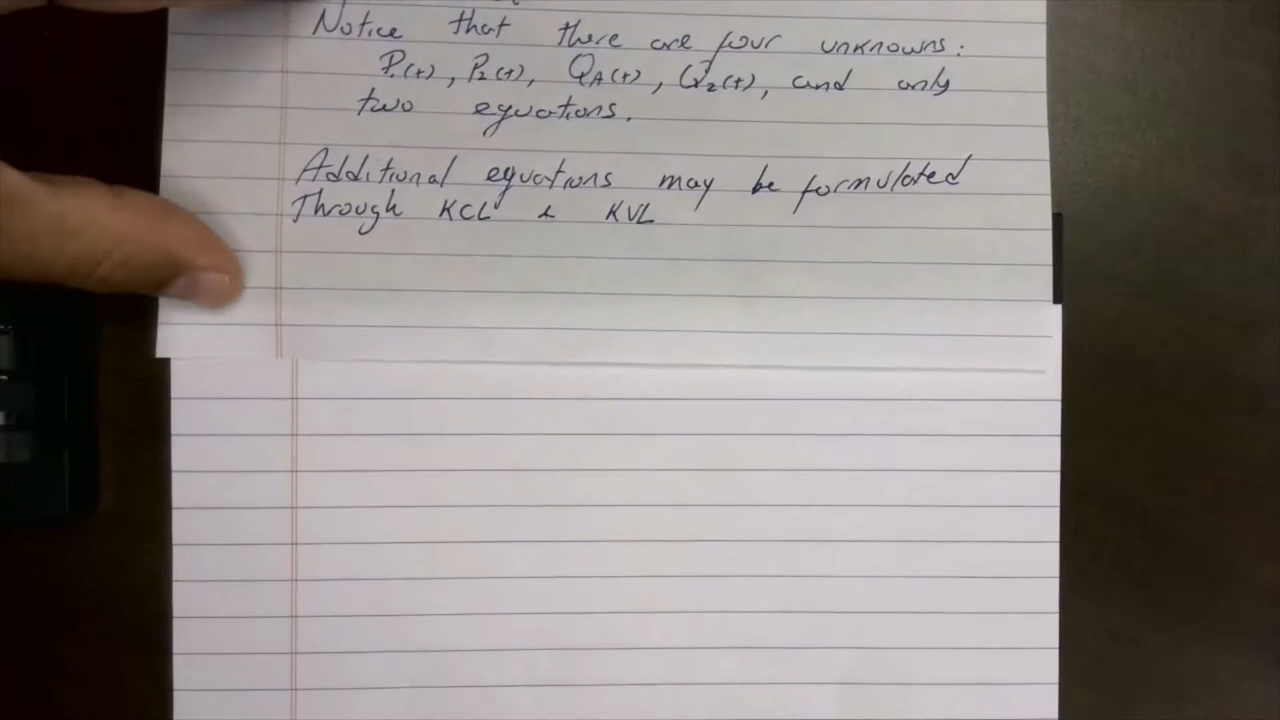 Notice that there are four unknowns:
P₁(t), P₂(t), QA(t), Q₂(t), and only
two equations.
Additional equations may be formulated
Through KCL & KVL